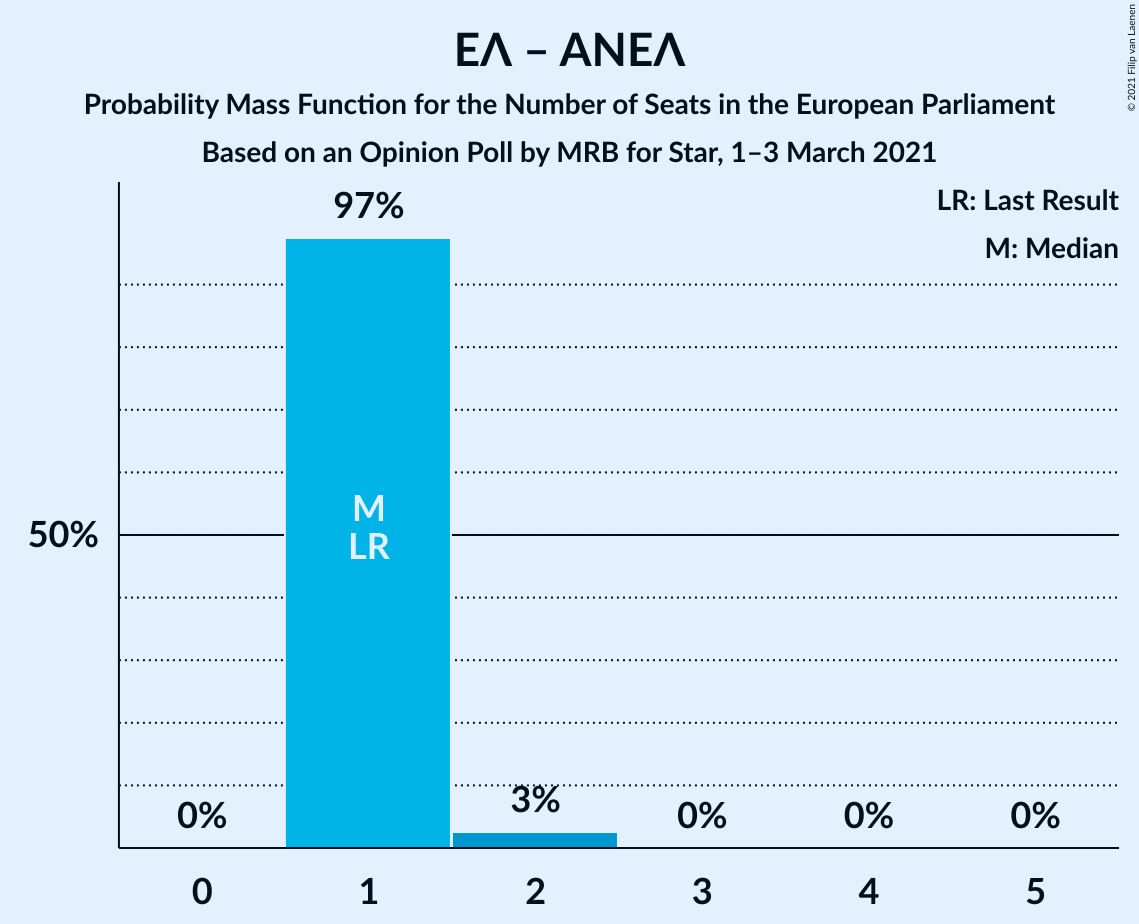 ΕΛ – ΑΝΕΛ
Probability Mass Function for the Number of Seats in the European Parliament
Based on an Opinion Poll by MRB for Star, 1–3 March 2021
© 2021 Filip van Laenen
LR: Last Result
M: Median
97%
M
LR
50%
0%
3%
0%
0%
0%
0
1
2
3
4
5